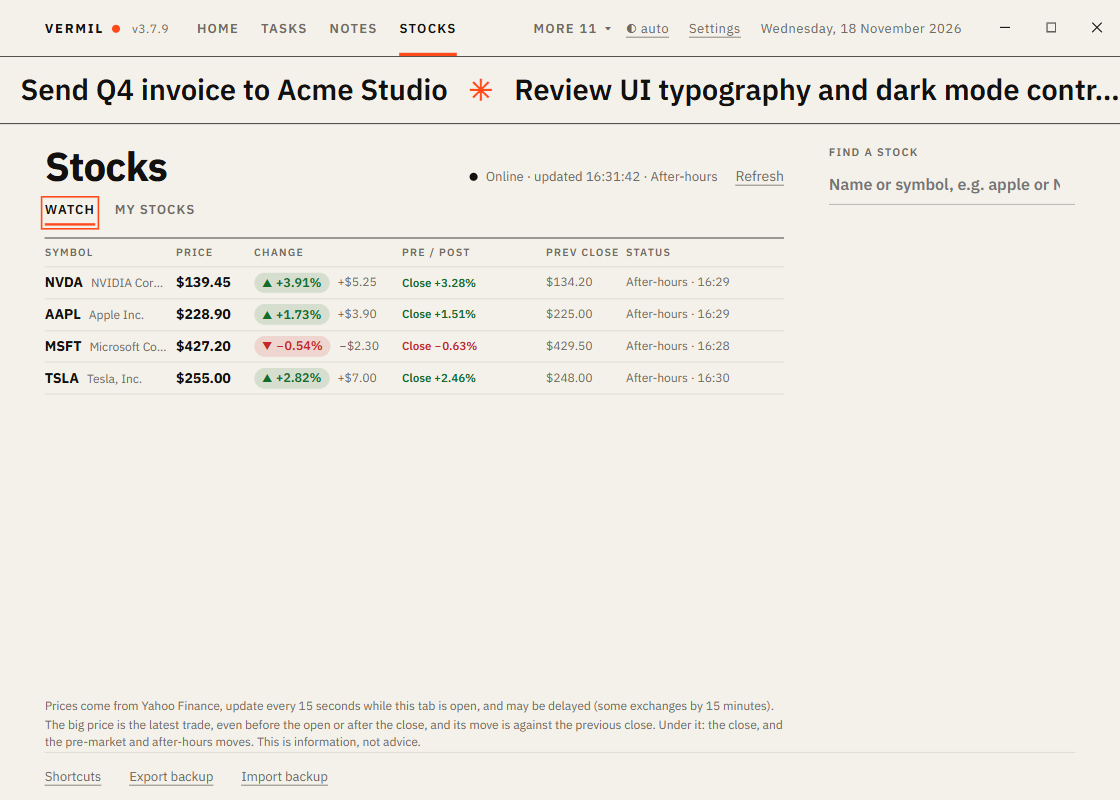 VERMIL v3.7.9 HOME TASKS NOTES STOCKS MORE 11 auto Settings Wednesday, 18 November 2026
Send Q4 invoice to Acme Studio ✳ Review UI typography and dark mode contr...
Stocks
Online · updated 16:31:42 · After-hours Refresh
WATCH MY STOCKS
SYMBOL PRICE CHANGE PRE / POST PREV CLOSE STATUS
NVDA NVIDIA Cor... $139.45 ▲ +3.91% +$5.25 Close +3.28% $134.20 After-hours · 16:29
AAPL Apple Inc. $228.90 ▲ +1.73% +$3.90 Close +1.51% $225.00 After-hours · 16:29
MSFT Microsoft Co... $427.20 ▼ −0.54% −$2.30 Close −0.63% $429.50 After-hours · 16:28
TSLA Tesla, Inc. $255.00 ▲ +2.82% +$7.00 Close +2.46% $248.00 After-hours · 16:30
FIND A STOCK
Name or symbol, e.g. apple or
Prices come from Yahoo Finance, update every 15 seconds while this tab is open, and may be delayed (some exchanges by 15 minutes).
The big price is the latest trade, even before the open or after the close, and its move is against the previous close. Under it: the close, and
the pre-market and after-hours moves. This is information, not advice.
Shortcuts Export backup Import backup